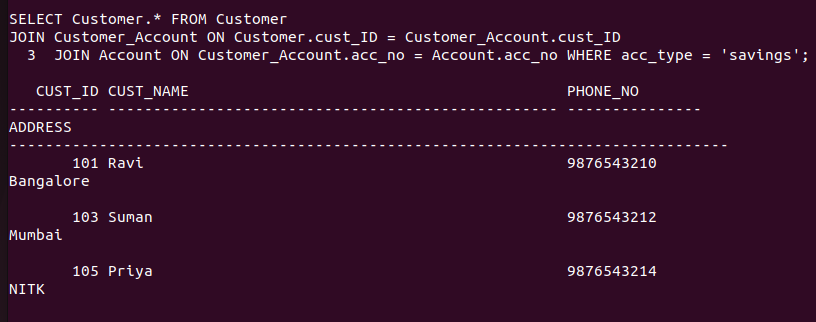 SELECT Customer.* FROM Customer
JOIN Customer_Account ON Customer.cust_ID = Customer_Account.cust_ID
  3  JOIN Account ON Customer_Account.acc_no = Account.acc_no WHERE acc_type = 'savings';

   CUST_ID CUST_NAME                                          PHONE_NO
---------- -------------------------------------------------- ---------------
ADDRESS
--------------------------------------------------------------------------------
       101 Ravi                                               9876543210
Bangalore

       103 Suman                                              9876543212
Mumbai

       105 Priya                                              9876543214
NITK